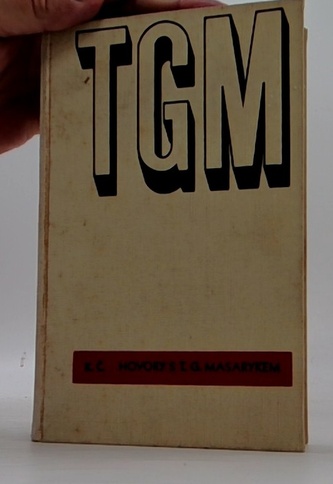 TGM
K. Č. HOVORY S T. G. MASARYKEM